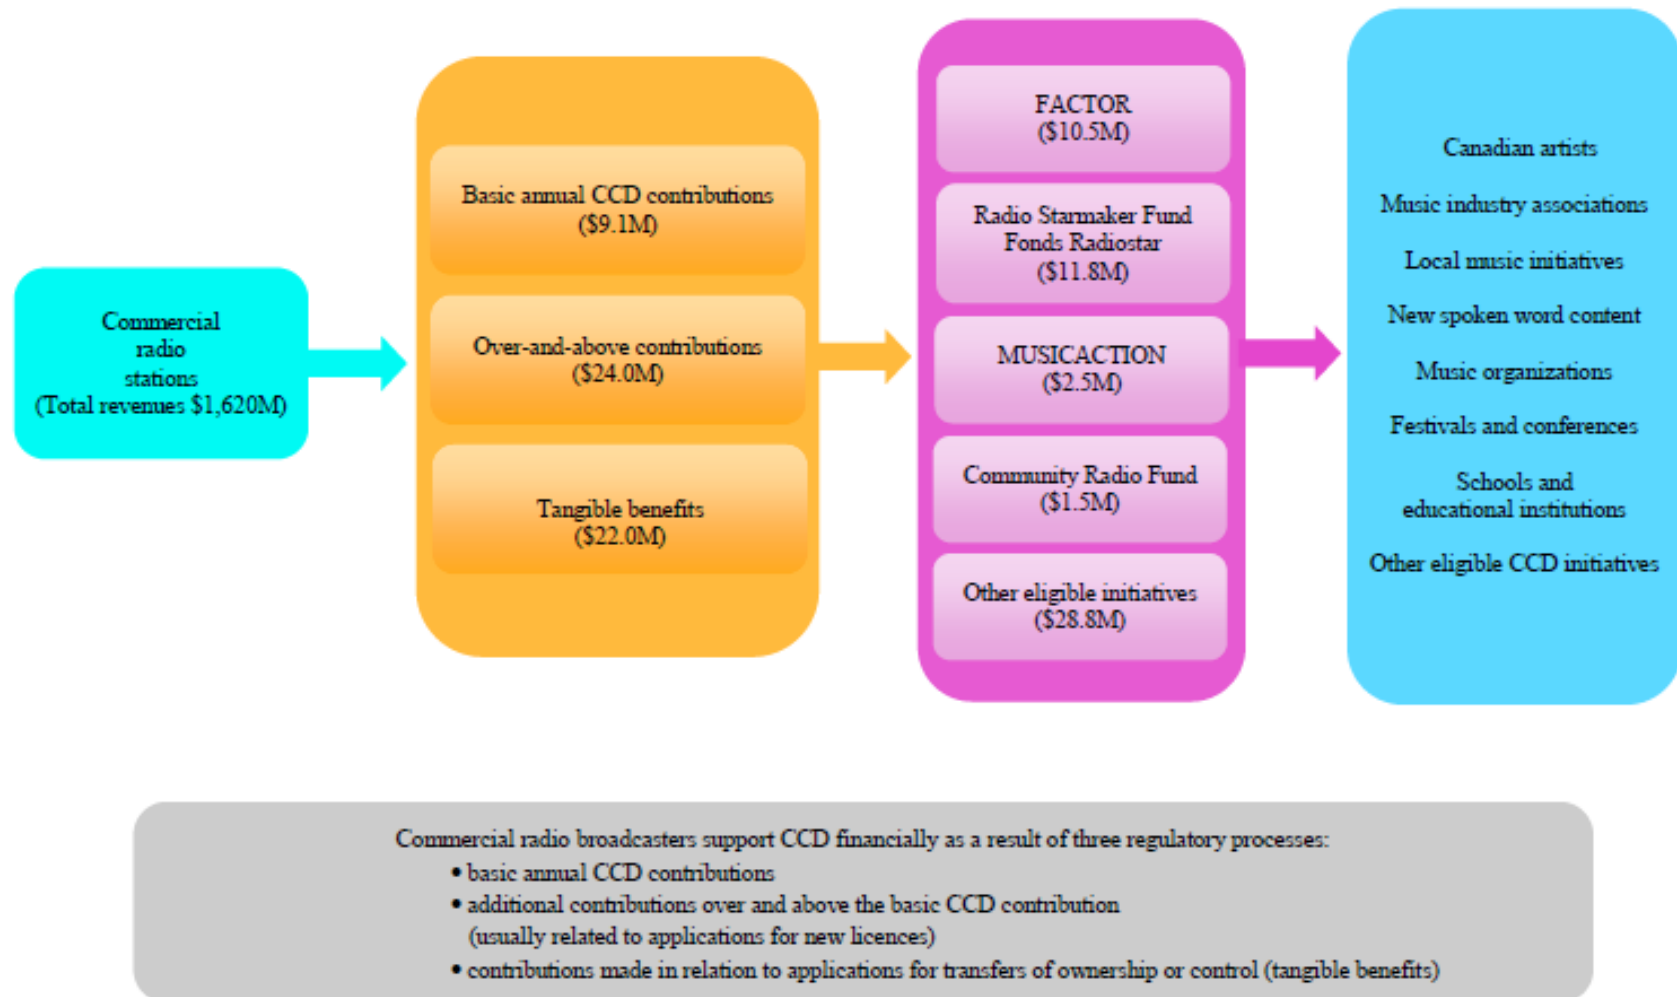 Commercial
radio
stations
(Total revenues $1,620M)
Basic annual CCD contributions
($9.1M)
Over-and-above contributions
($24.0M)
Tangible benefits
($22.0M)
FACTOR
($10.5M)
Radio Starmaker Fund
Fonds Radiostar
($11.8M)
MUSICACTION
($2.5M)
Community Radio Fund
($1.5M)
Other eligible initiatives
($28.8M)
Canadian artists
Music industry associations
Local music initiatives
New spoken word content
Music organizations
Festivals and conferences
Schools and
educational institutions
Other eligible CCD initiatives
Commercial radio broadcasters support CCD financially as a result of three regulatory processes:
• basic annual CCD contributions
• additional contributions over and above the basic CCD contribution
(usually related to applications for new licences)
• contributions made in relation to applications for transfers of ownership or control (tangible benefits)